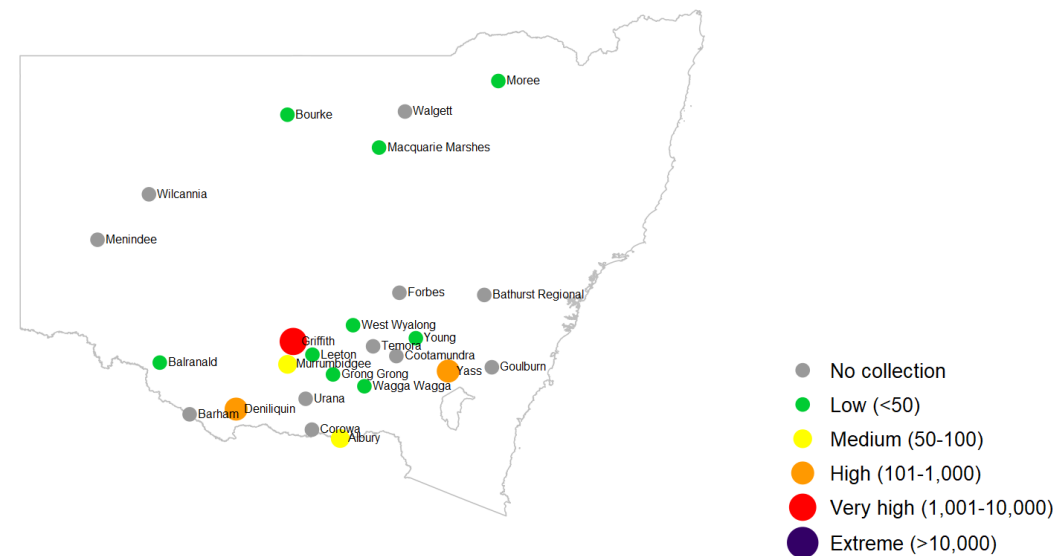 Moree
Walgett
Bourke
Macquarie Marshes
Wilcannia
Menindee
Forbes
Bathurst Regional
West Wyalong
Young
Griffith
Temora
Leeton
Cootamundra
Balranald
Murrumbidgee
Goulburn
Yass
Grong Grong
Wagga Wagga
Urana
Deniliquin
Barham
Corowa
Albury
No collection
Low (<50)
Medium (50-100)
High (101-1,000)
Very high (1,001-10,000)
Extreme (>10,000)